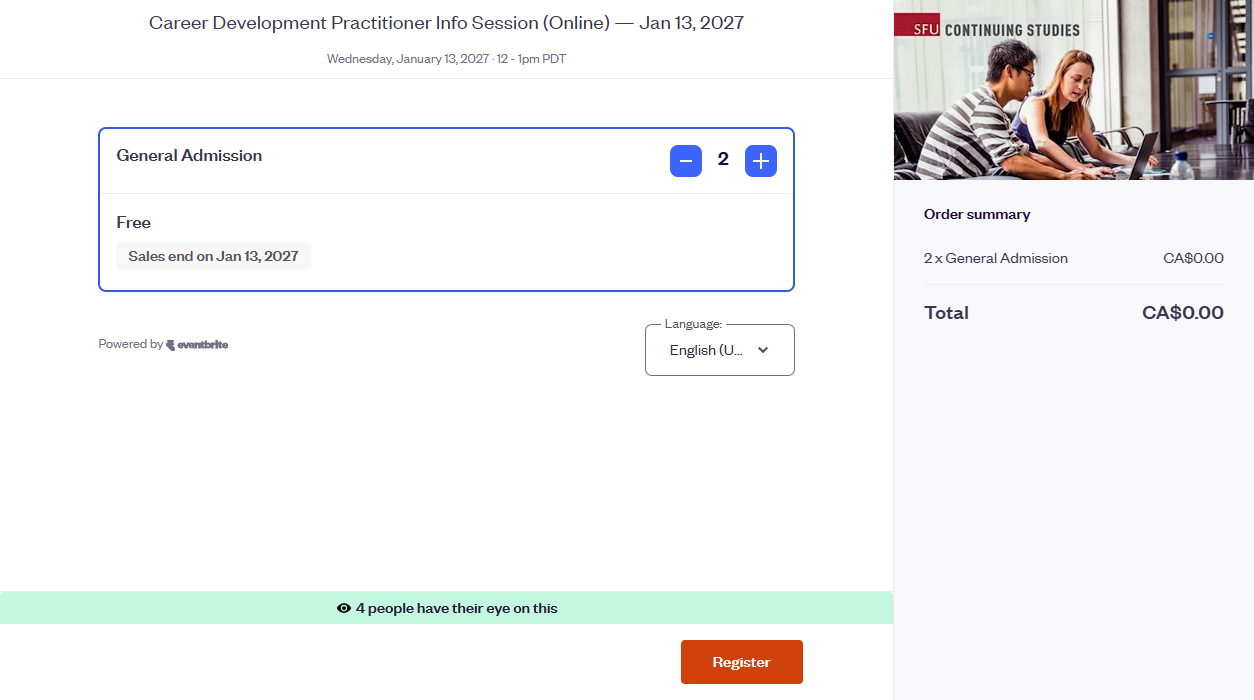 Career Development Practitioner Info Session (Online) — Jan 13, 2027
Wednesday, January 13, 2027 · 12 - 1pm PDT
General Admission
2
Free
Sales end on Jan 13, 2027
Powered by eventbrite
Language:
English (U...
4 people have their eye on this
Register
SFU CONTINUING STUDIES
Order summary
2 x General Admission CA$0.00
Total CA$0.00